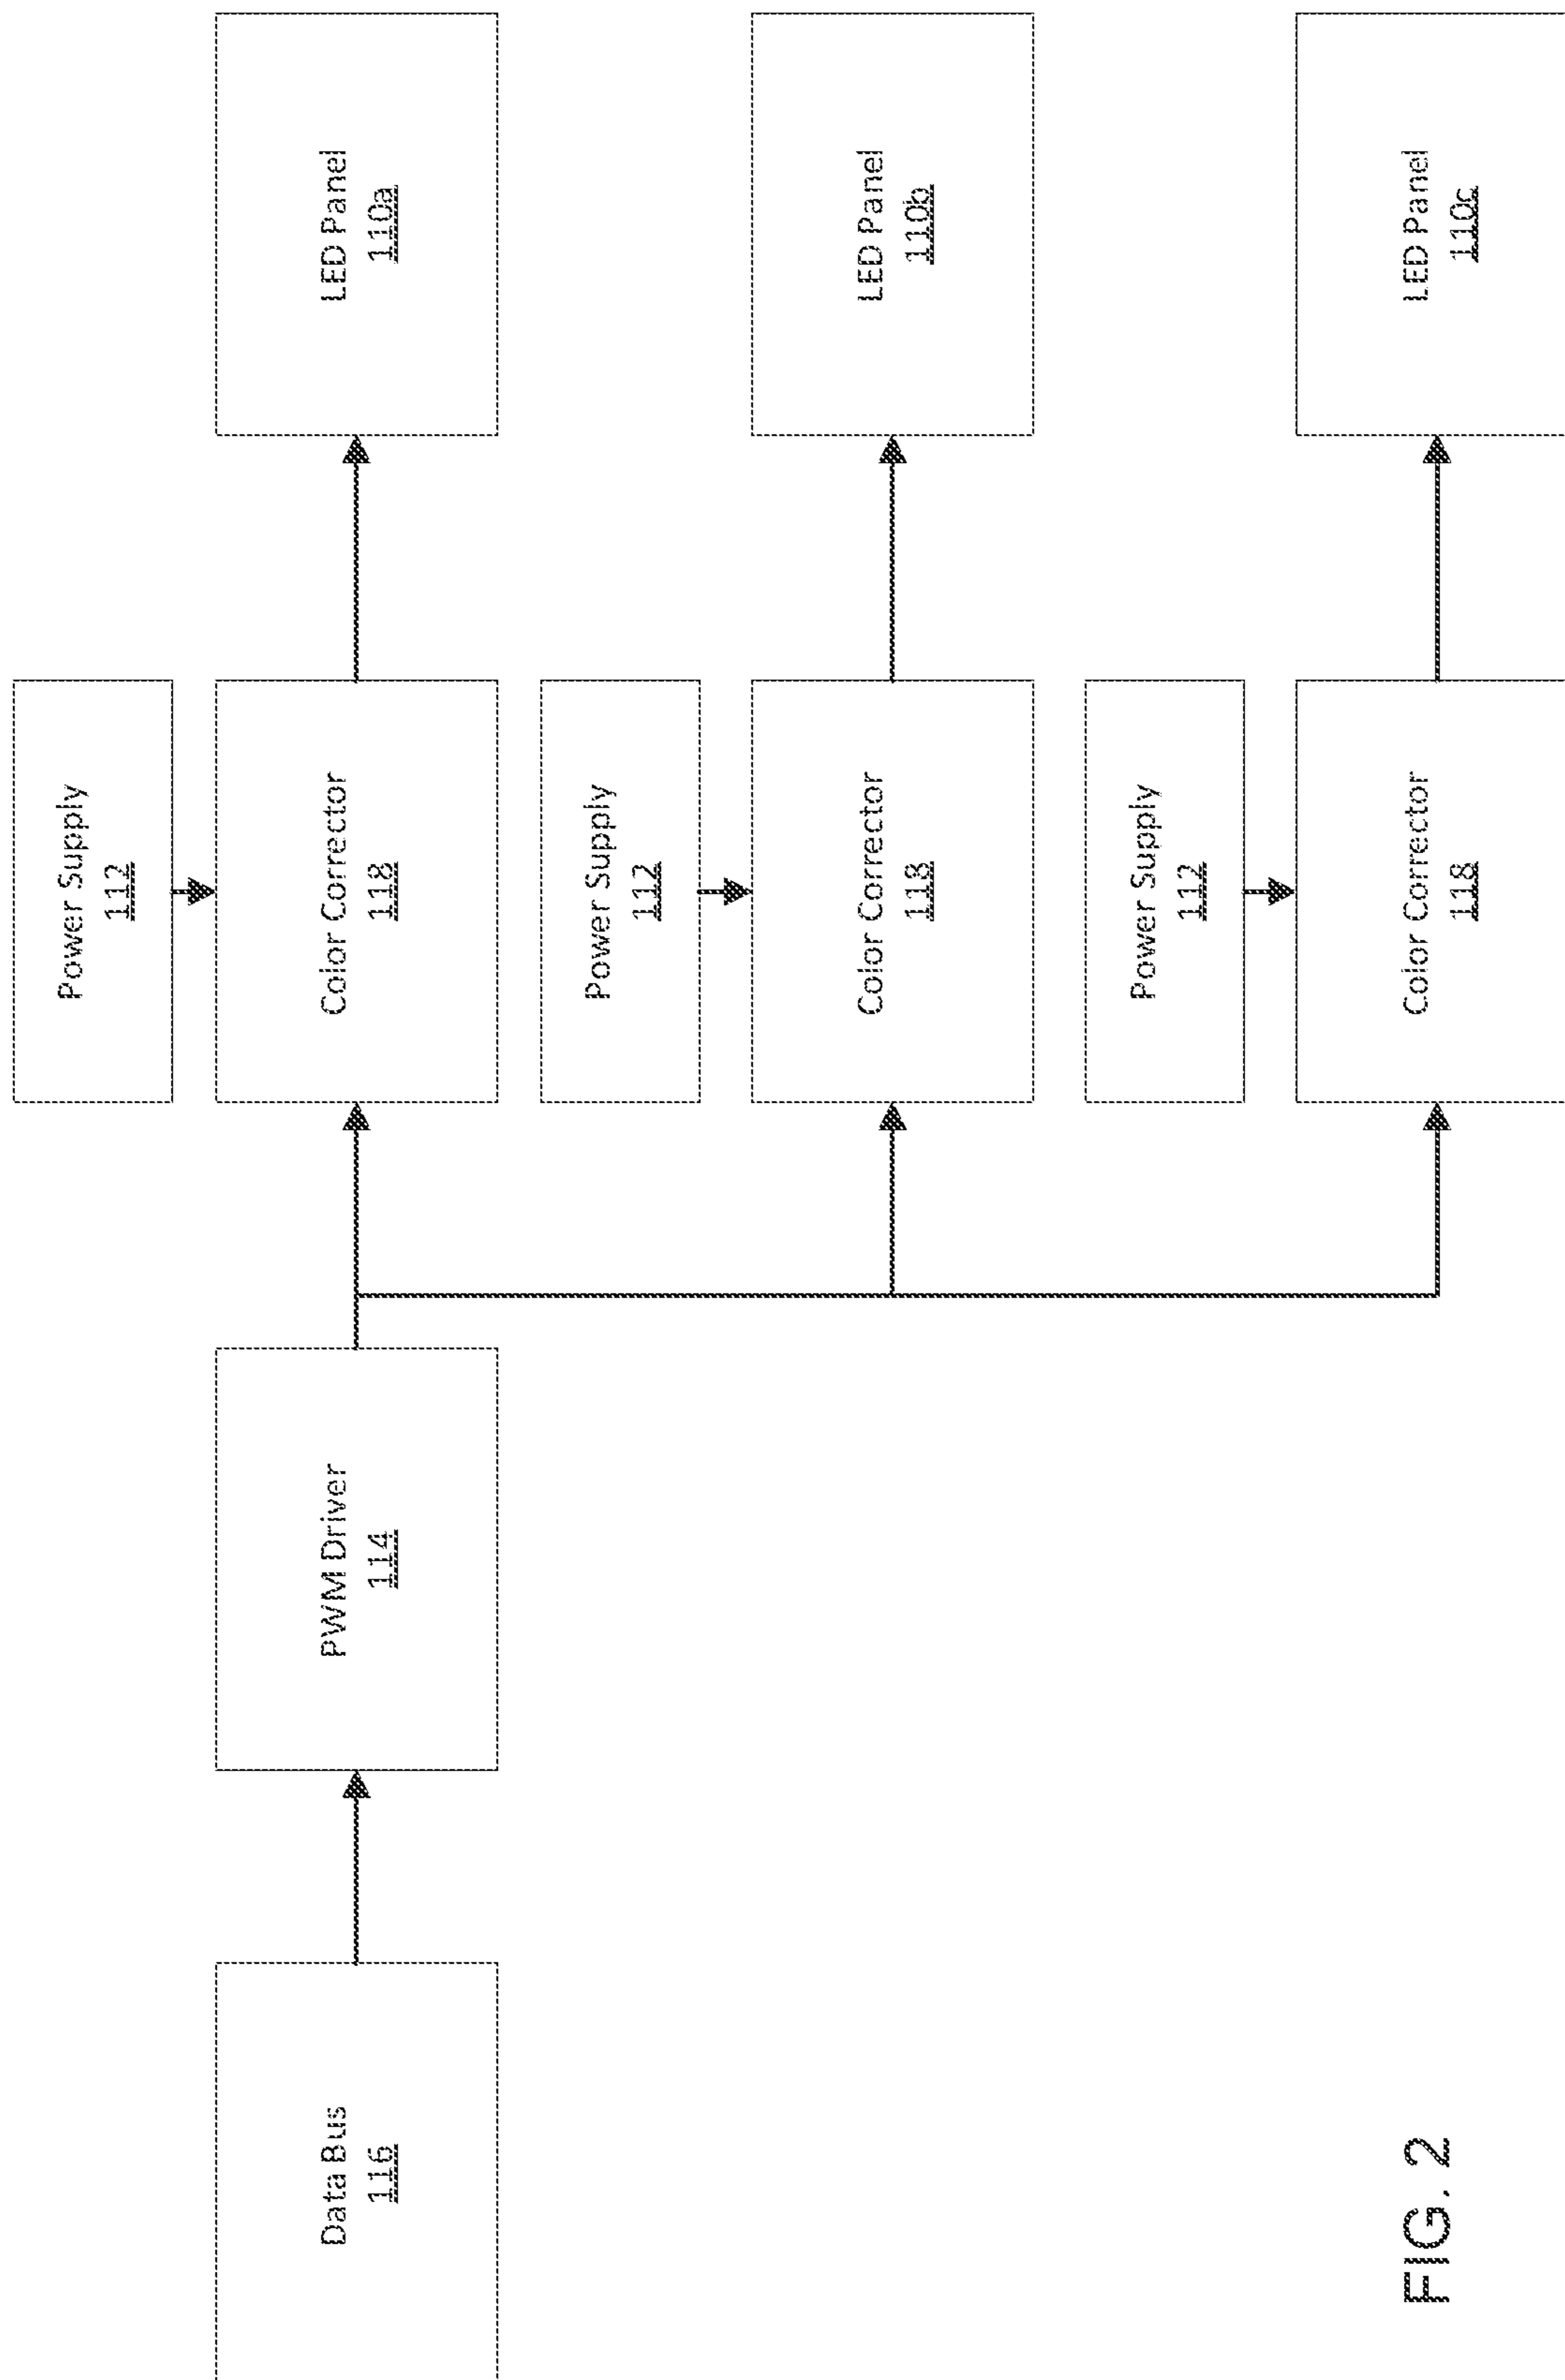 Power Supply
112
Power Supply
112
Power Supply
112
Data Bus
116
PWM Driver
114
Color Corrector
118
LED Panel
110a
Color Corrector
118
LED Panel
110b
Color Corrector
118
LED Panel
110c
FIG. 2